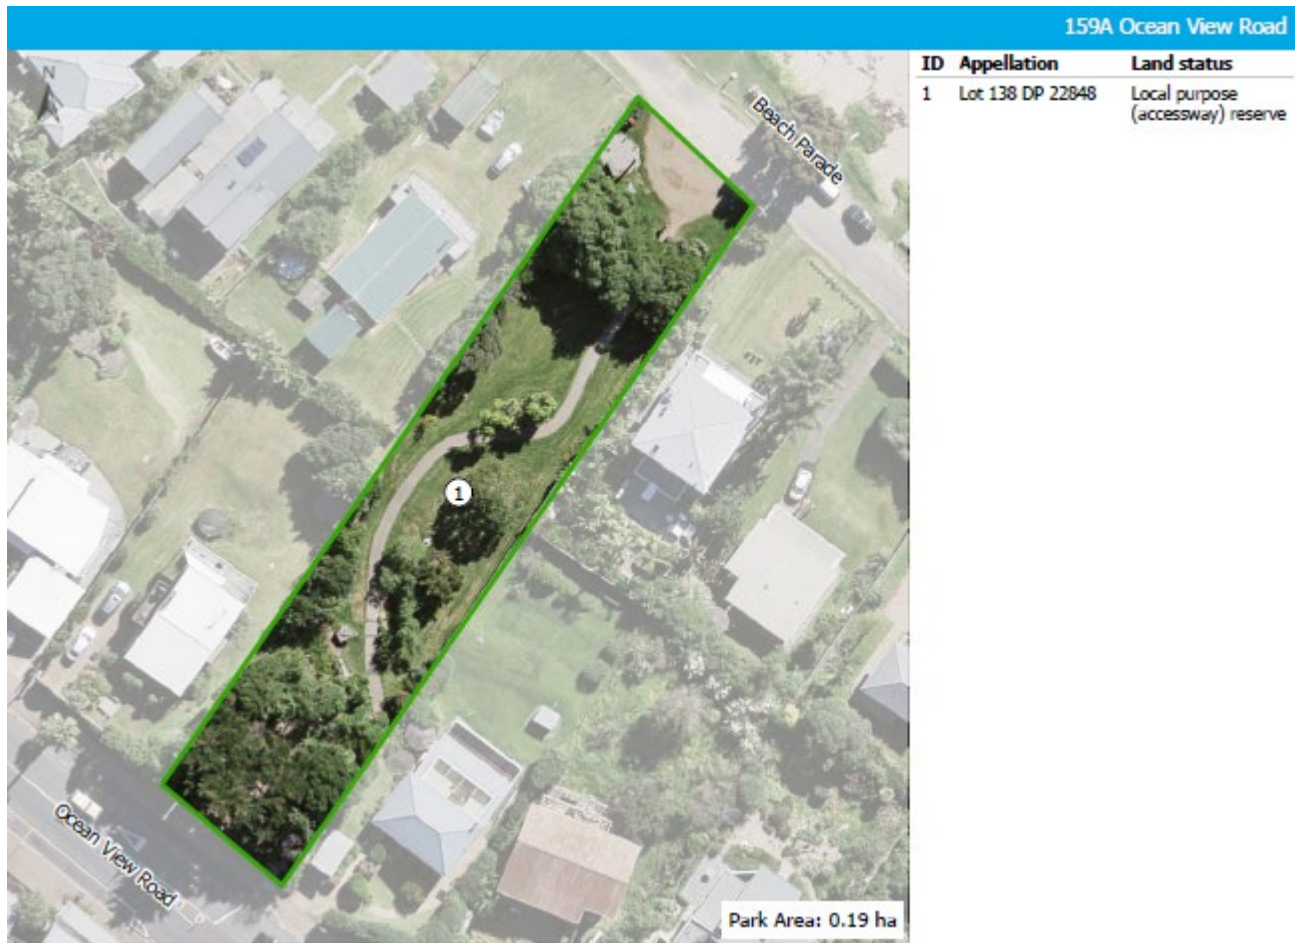 159A Ocean View Road
ID Appellation Land status
1 Lot 138 DP 22848 Local purpose
(accessway) reserve
N
Beach Parade
1
Ocean View Road
Park Area: 0.19 ha